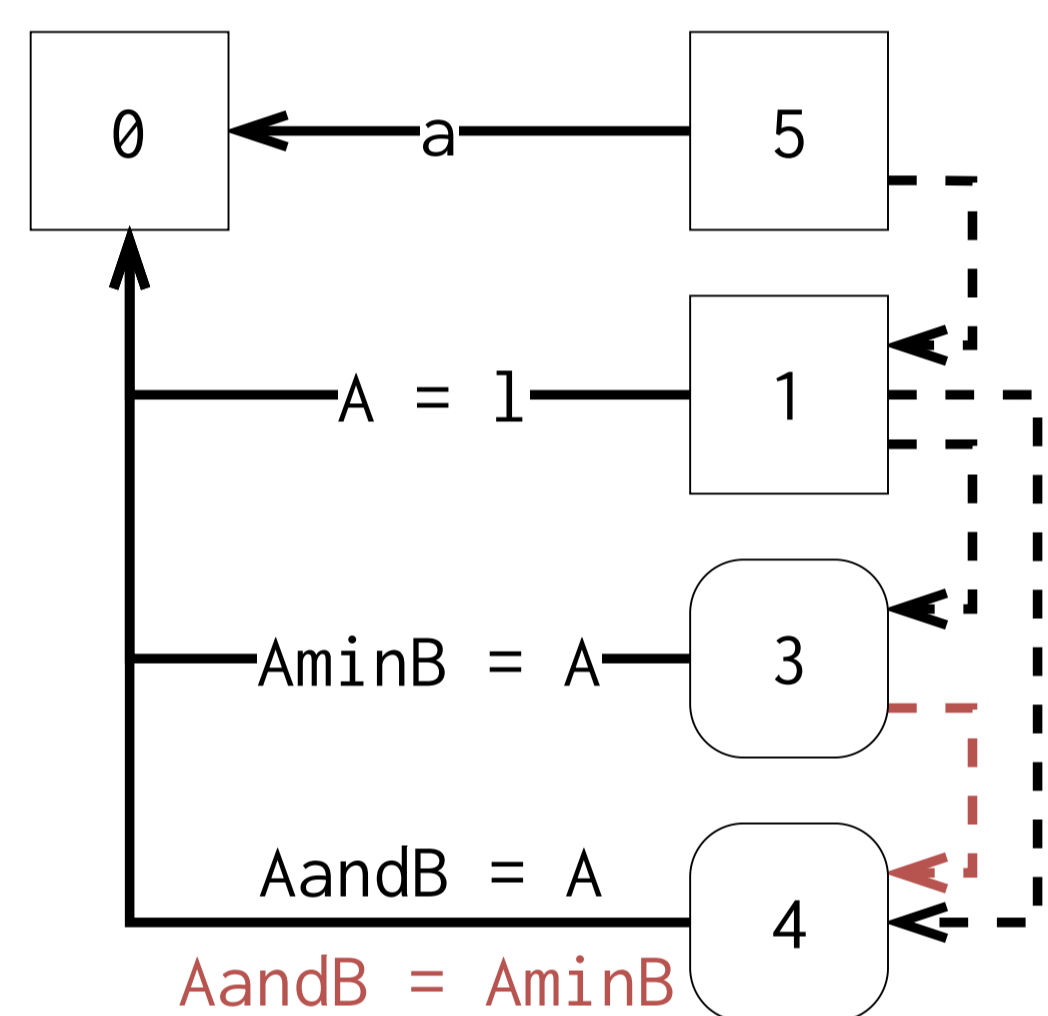 0
a
5
A = l
1
AminB = A
3
AandB = A
4
AandB = AminB